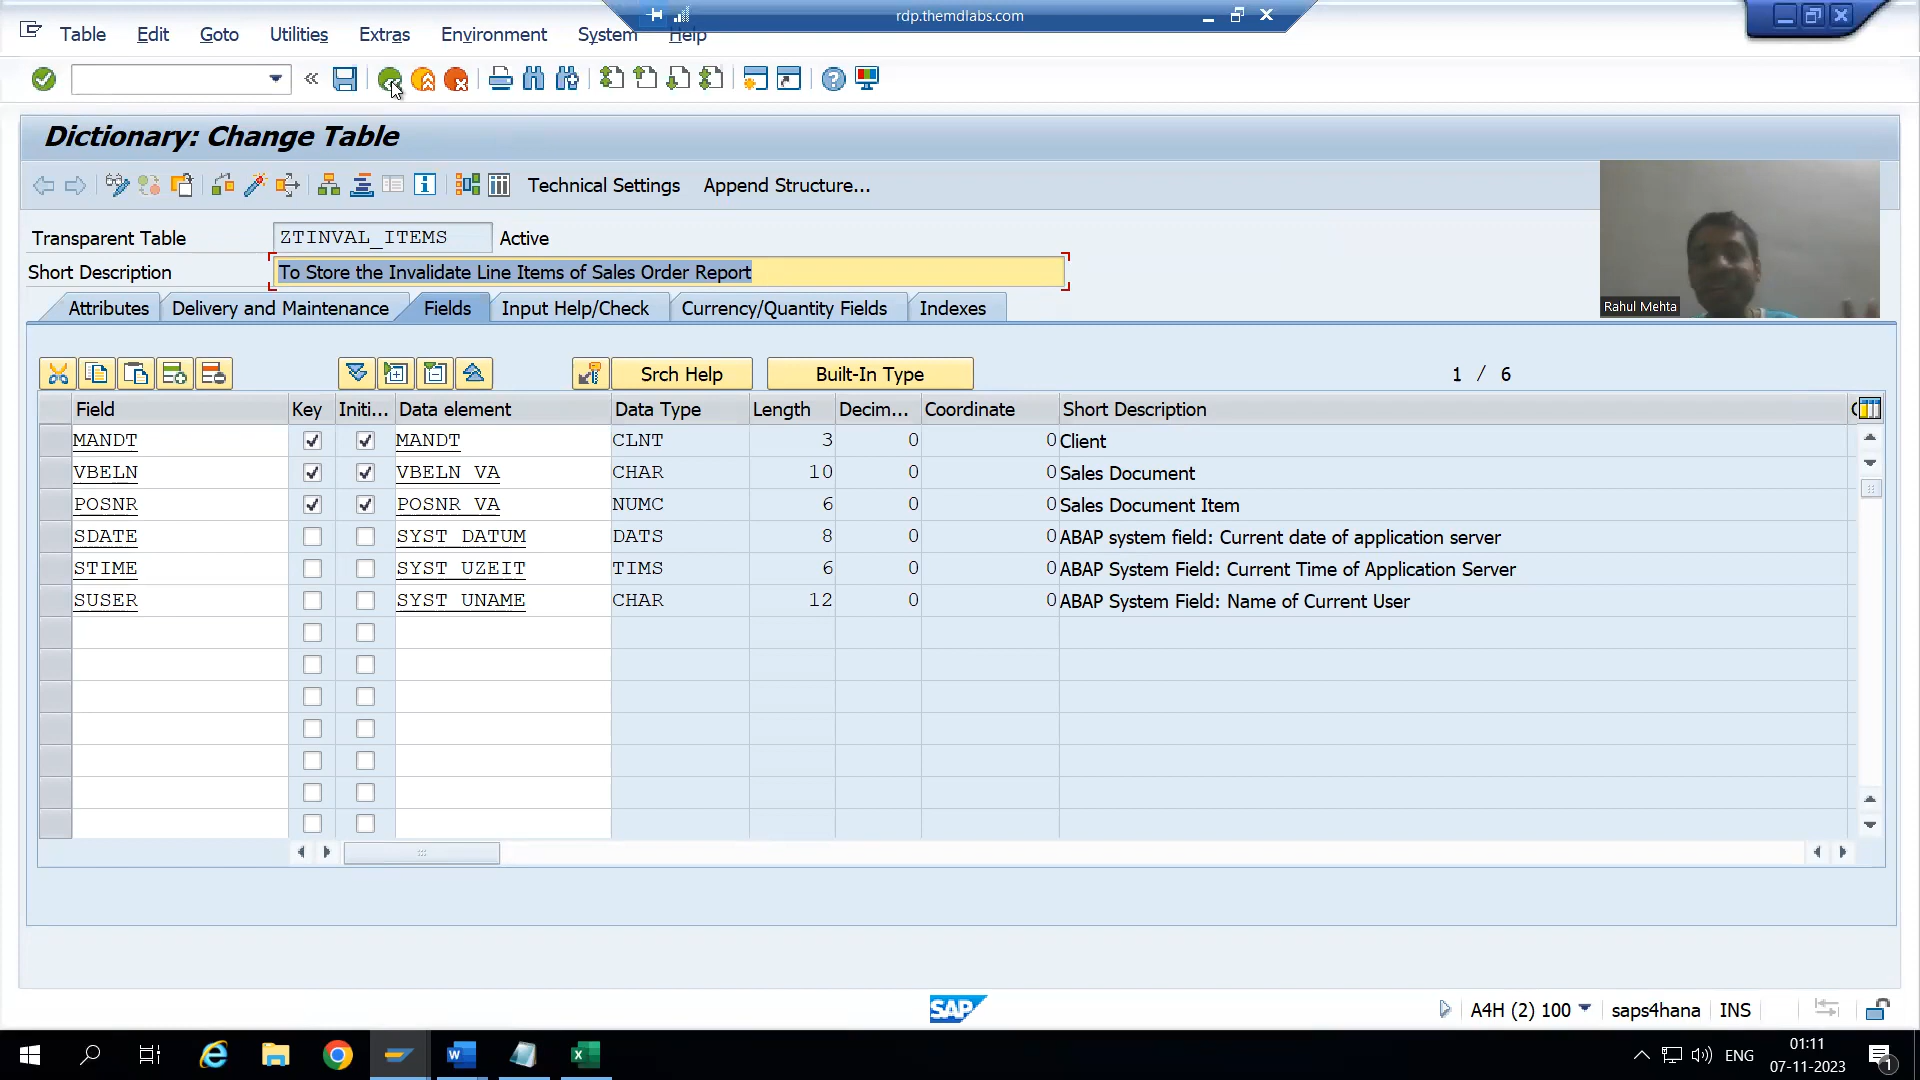 rdp.themdlabs.com
Table Edit Goto Utilities Extras Environment System Help
Dictionary: Change Table
Technical Settings Append Structure...
Transparent Table ZTINVAL_ITEMS Active
Short Description To Store the Invalidate Line Items of Sales Order Report
Rahul Mehta
Attributes Delivery and Maintenance Fields Input Help/Check Currency/Quantity Fields Indexes
Srch Help Built-In Type 1 / 6
Field Key Initi... Data element Data Type Length Decim... Coordinate Short Description
MANDT MANDT CLNT 3 0 0 Client
VBELN VBELN_VA CHAR 10 0 0 Sales Document
POSNR POSNR_VA NUMC 6 0 0 Sales Document Item
SDATE SYST_DATUM DATS 8 0 0 ABAP system field: Current date of application server
STIME SYST_UZEIT TIMS 6 0 0 ABAP System Field: Current Time of Application Server
SUSER SYST_UNAME CHAR 12 0 0 ABAP System Field: Name of Current User
SAP
A4H (2) 100 saps4hana INS
ENG
01:11
07-11-2023
1